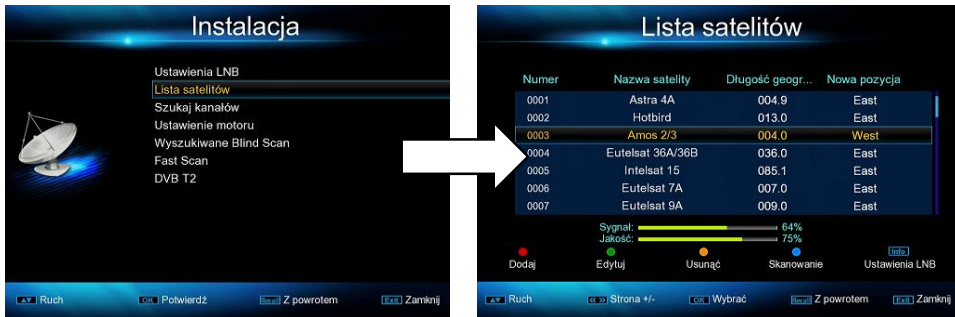 Instalacja
Ustawienia LNB
Lista satelitów
Szukaj kanałów
Ustawienie motoru
Wyszukiwane Blind Scan
Fast Scan
DVB T2
▲▼ Ruch OK Potwierdź Recall Z powrotem Exit Zamknij
Lista satelitów
Numer Nazwa satelity Długość geogr... Nowa pozycja
0001 Astra 4A 004.9 East
0002 Hotbird 013.0 East
0003 Amos 2/3 004.0 West
0004 Eutelsat 36A/36B 036.0 East
0005 Intelsat 15 085.1 East
0006 Eutelsat 7A 007.0 East
0007 Eutelsat 9A 009.0 East
Sygnał: 64%
Jakość: 75%
Dodaj Edytuj Usunąć Skanowanie Info Ustawienia LNB
▲▼ Ruch « » Strona +/- OK Wybrać Recall Z powrotem Exit Zamknij